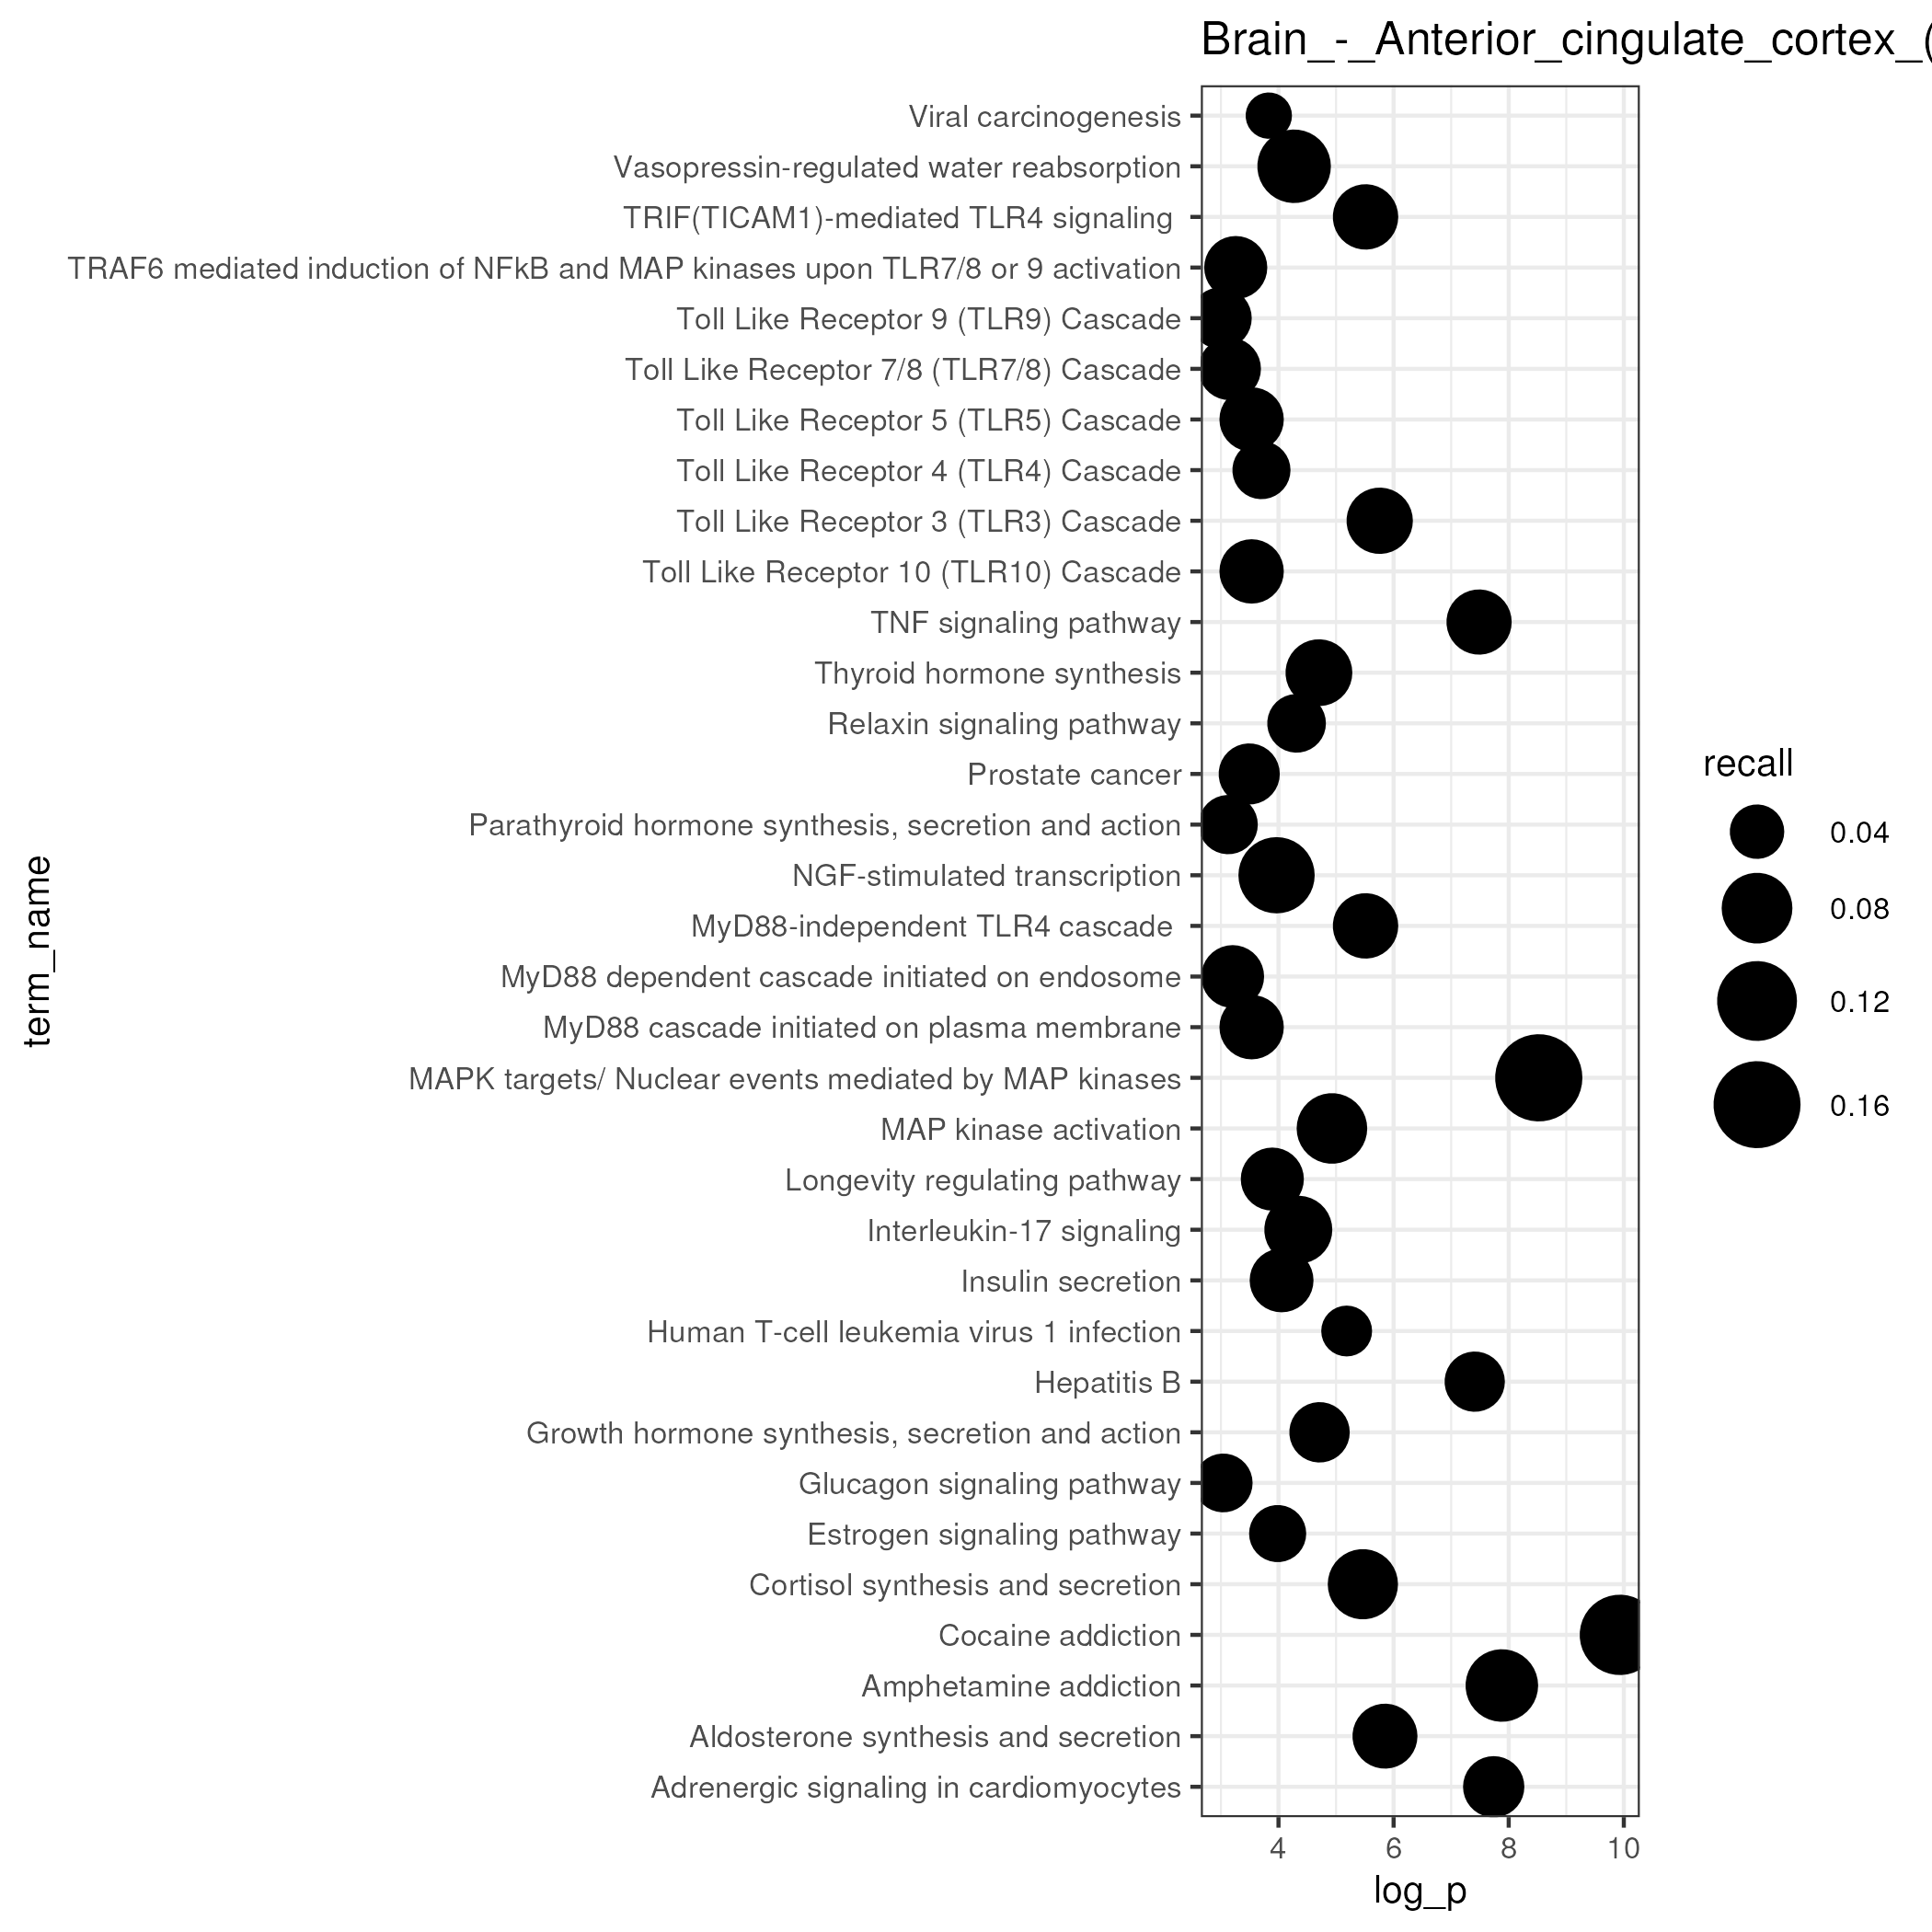 Brain_-_Anterior_cingulate_cortex_(
Viral carcinogenesis
Vasopressin-regulated water reabsorption
TRIF(TICAM1)-mediated TLR4 signaling
TRAF6 mediated induction of NFkB and MAP kinases upon TLR7/8 or 9 activation
Toll Like Receptor 9 (TLR9) Cascade
Toll Like Receptor 7/8 (TLR7/8) Cascade
Toll Like Receptor 5 (TLR5) Cascade
Toll Like Receptor 4 (TLR4) Cascade
Toll Like Receptor 3 (TLR3) Cascade
Toll Like Receptor 10 (TLR10) Cascade
TNF signaling pathway
Thyroid hormone synthesis
Relaxin signaling pathway
Prostate cancer
Parathyroid hormone synthesis, secretion and action
NGF-stimulated transcription
MyD88-independent TLR4 cascade
MyD88 dependent cascade initiated on endosome
MyD88 cascade initiated on plasma membrane
MAPK targets/ Nuclear events mediated by MAP kinases
MAP kinase activation
Longevity regulating pathway
Interleukin-17 signaling
Insulin secretion
Human T-cell leukemia virus 1 infection
Hepatitis B
Growth hormone synthesis, secretion and action
Glucagon signaling pathway
Estrogen signaling pathway
Cortisol synthesis and secretion
Cocaine addiction
Amphetamine addiction
Aldosterone synthesis and secretion
Adrenergic signaling in cardiomyocytes
term_name
4 6 8 10
log_p
recall
0.04
0.08
0.12
0.16